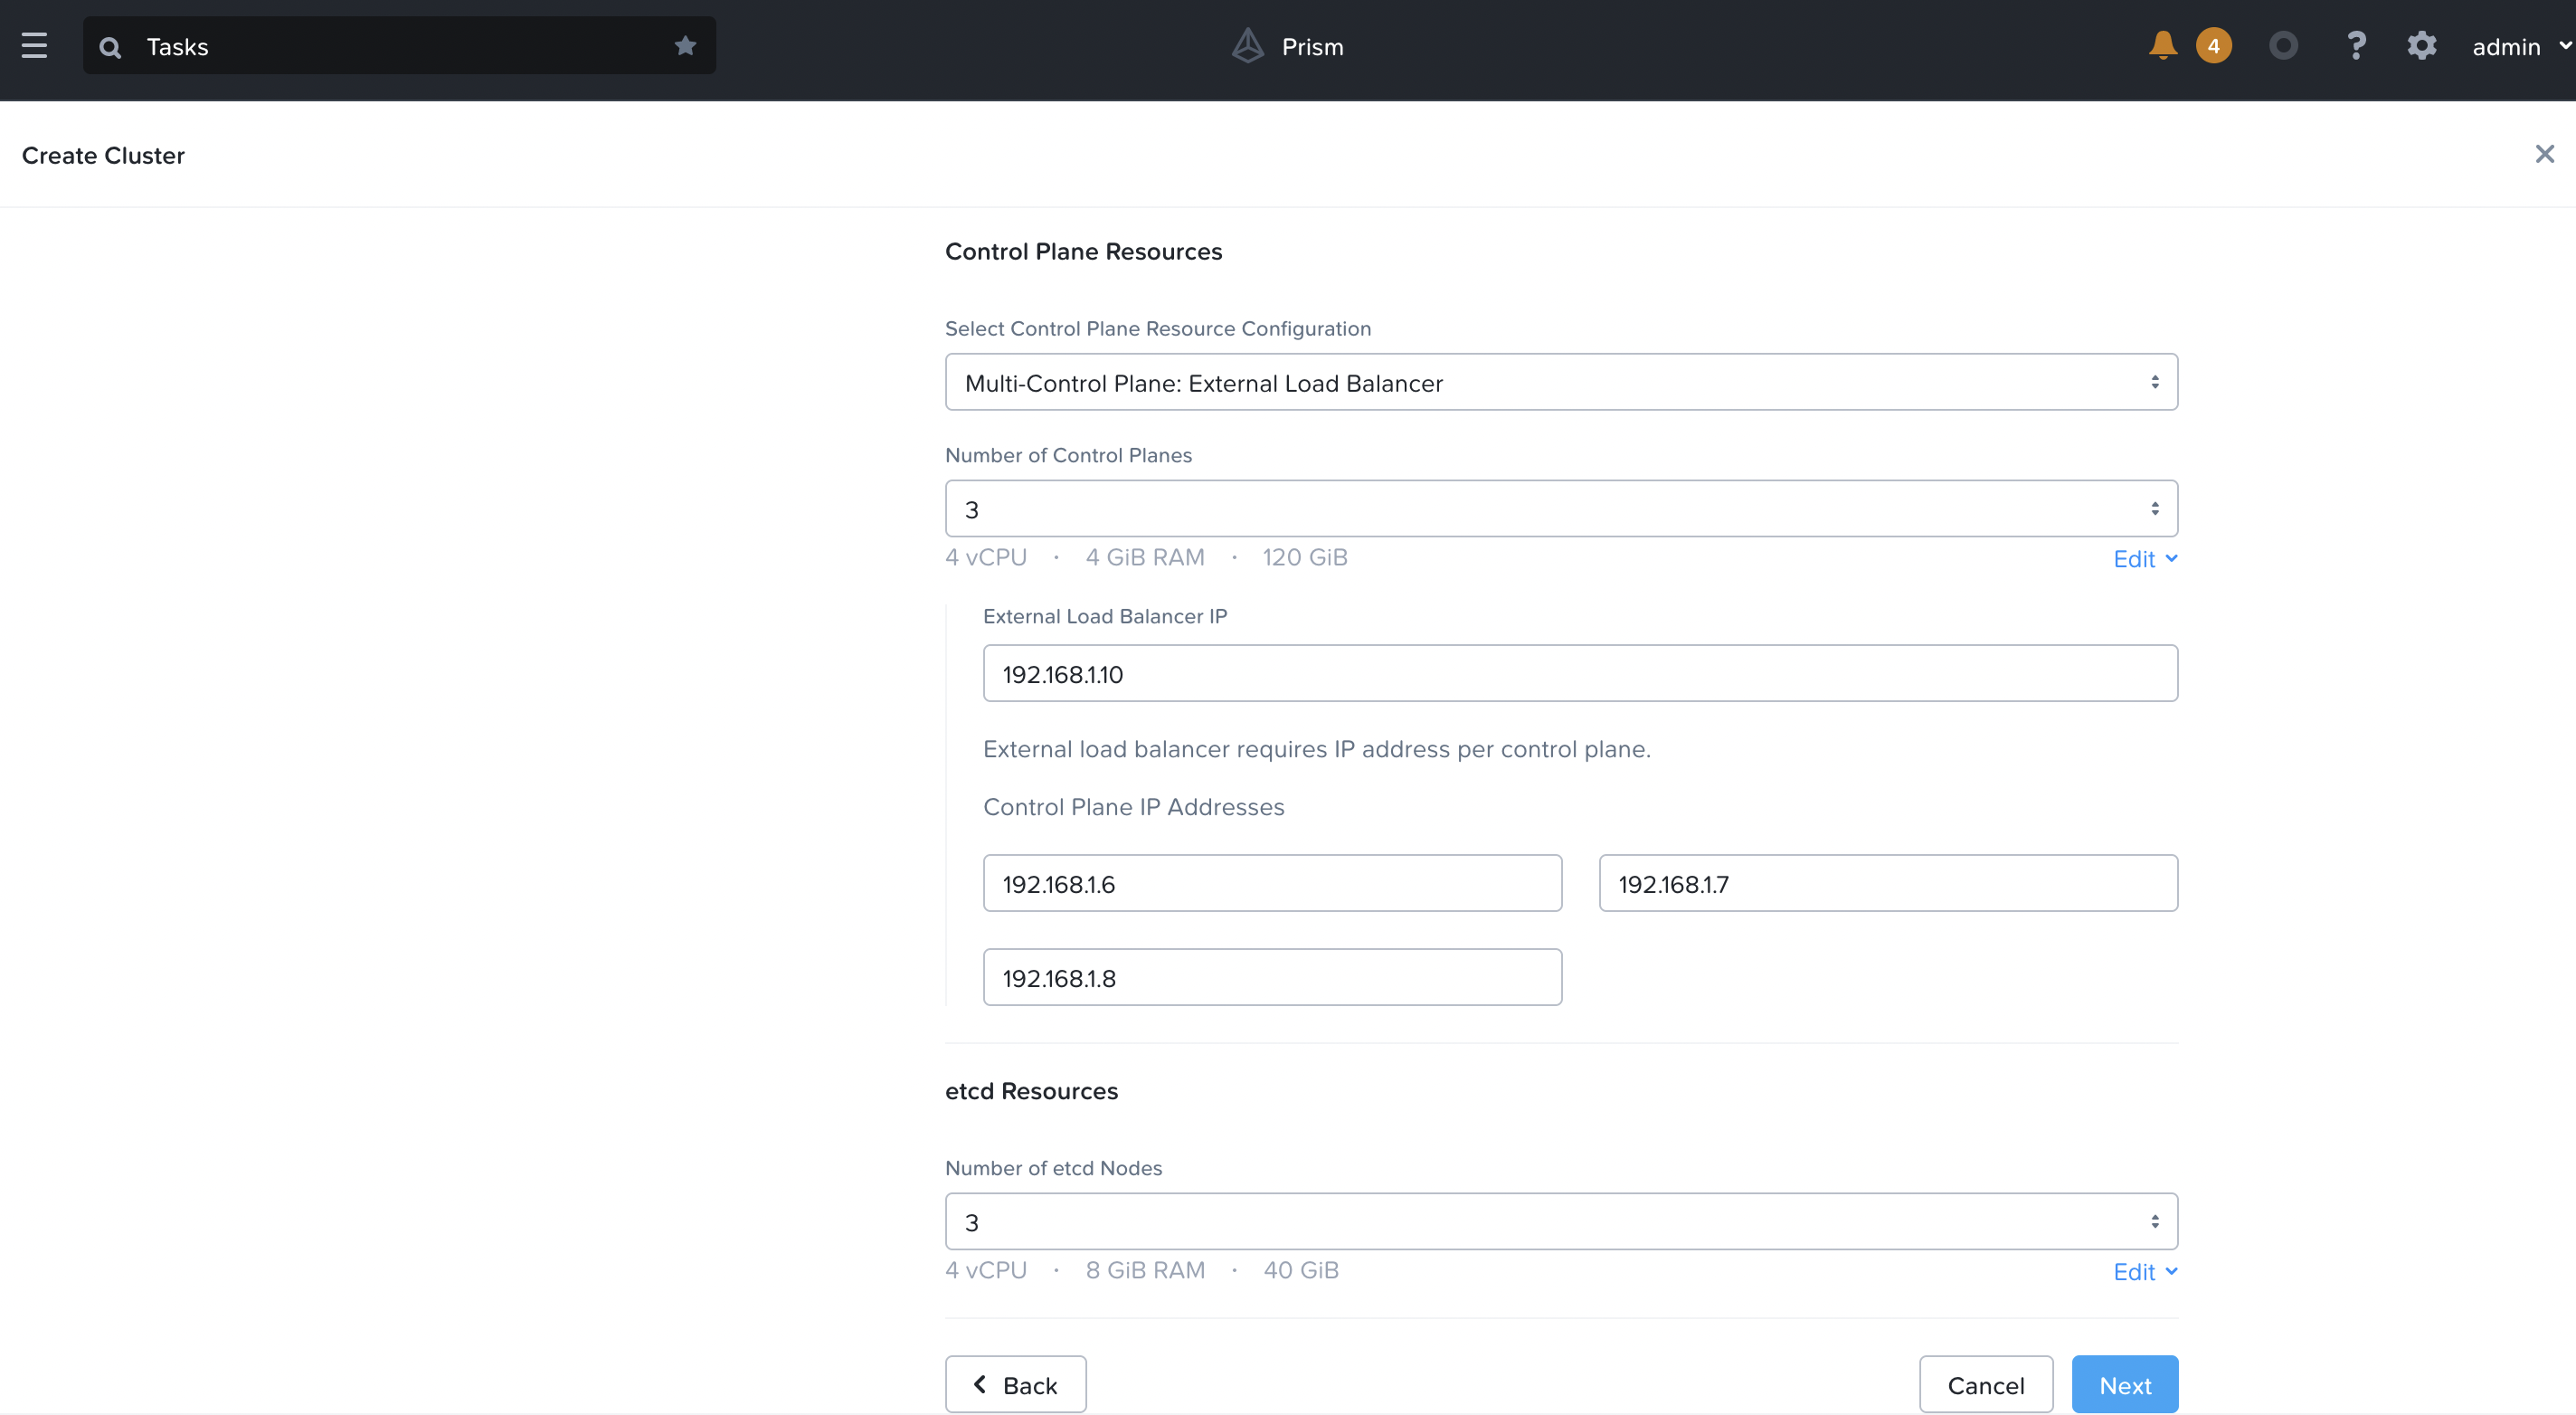 Tasks
Prism
4
admin
Create Cluster
Control Plane Resources
Select Control Plane Resource Configuration
Multi-Control Plane: External Load Balancer
Number of Control Planes
3
4 vCPU · 4 GiB RAM · 120 GiB
Edit
External Load Balancer IP
192.168.1.10
External load balancer requires IP address per control plane.
Control Plane IP Addresses
192.168.1.6
192.168.1.7
192.168.1.8
etcd Resources
Number of etcd Nodes
3
4 vCPU · 8 GiB RAM · 40 GiB
Edit
Back
Cancel
Next